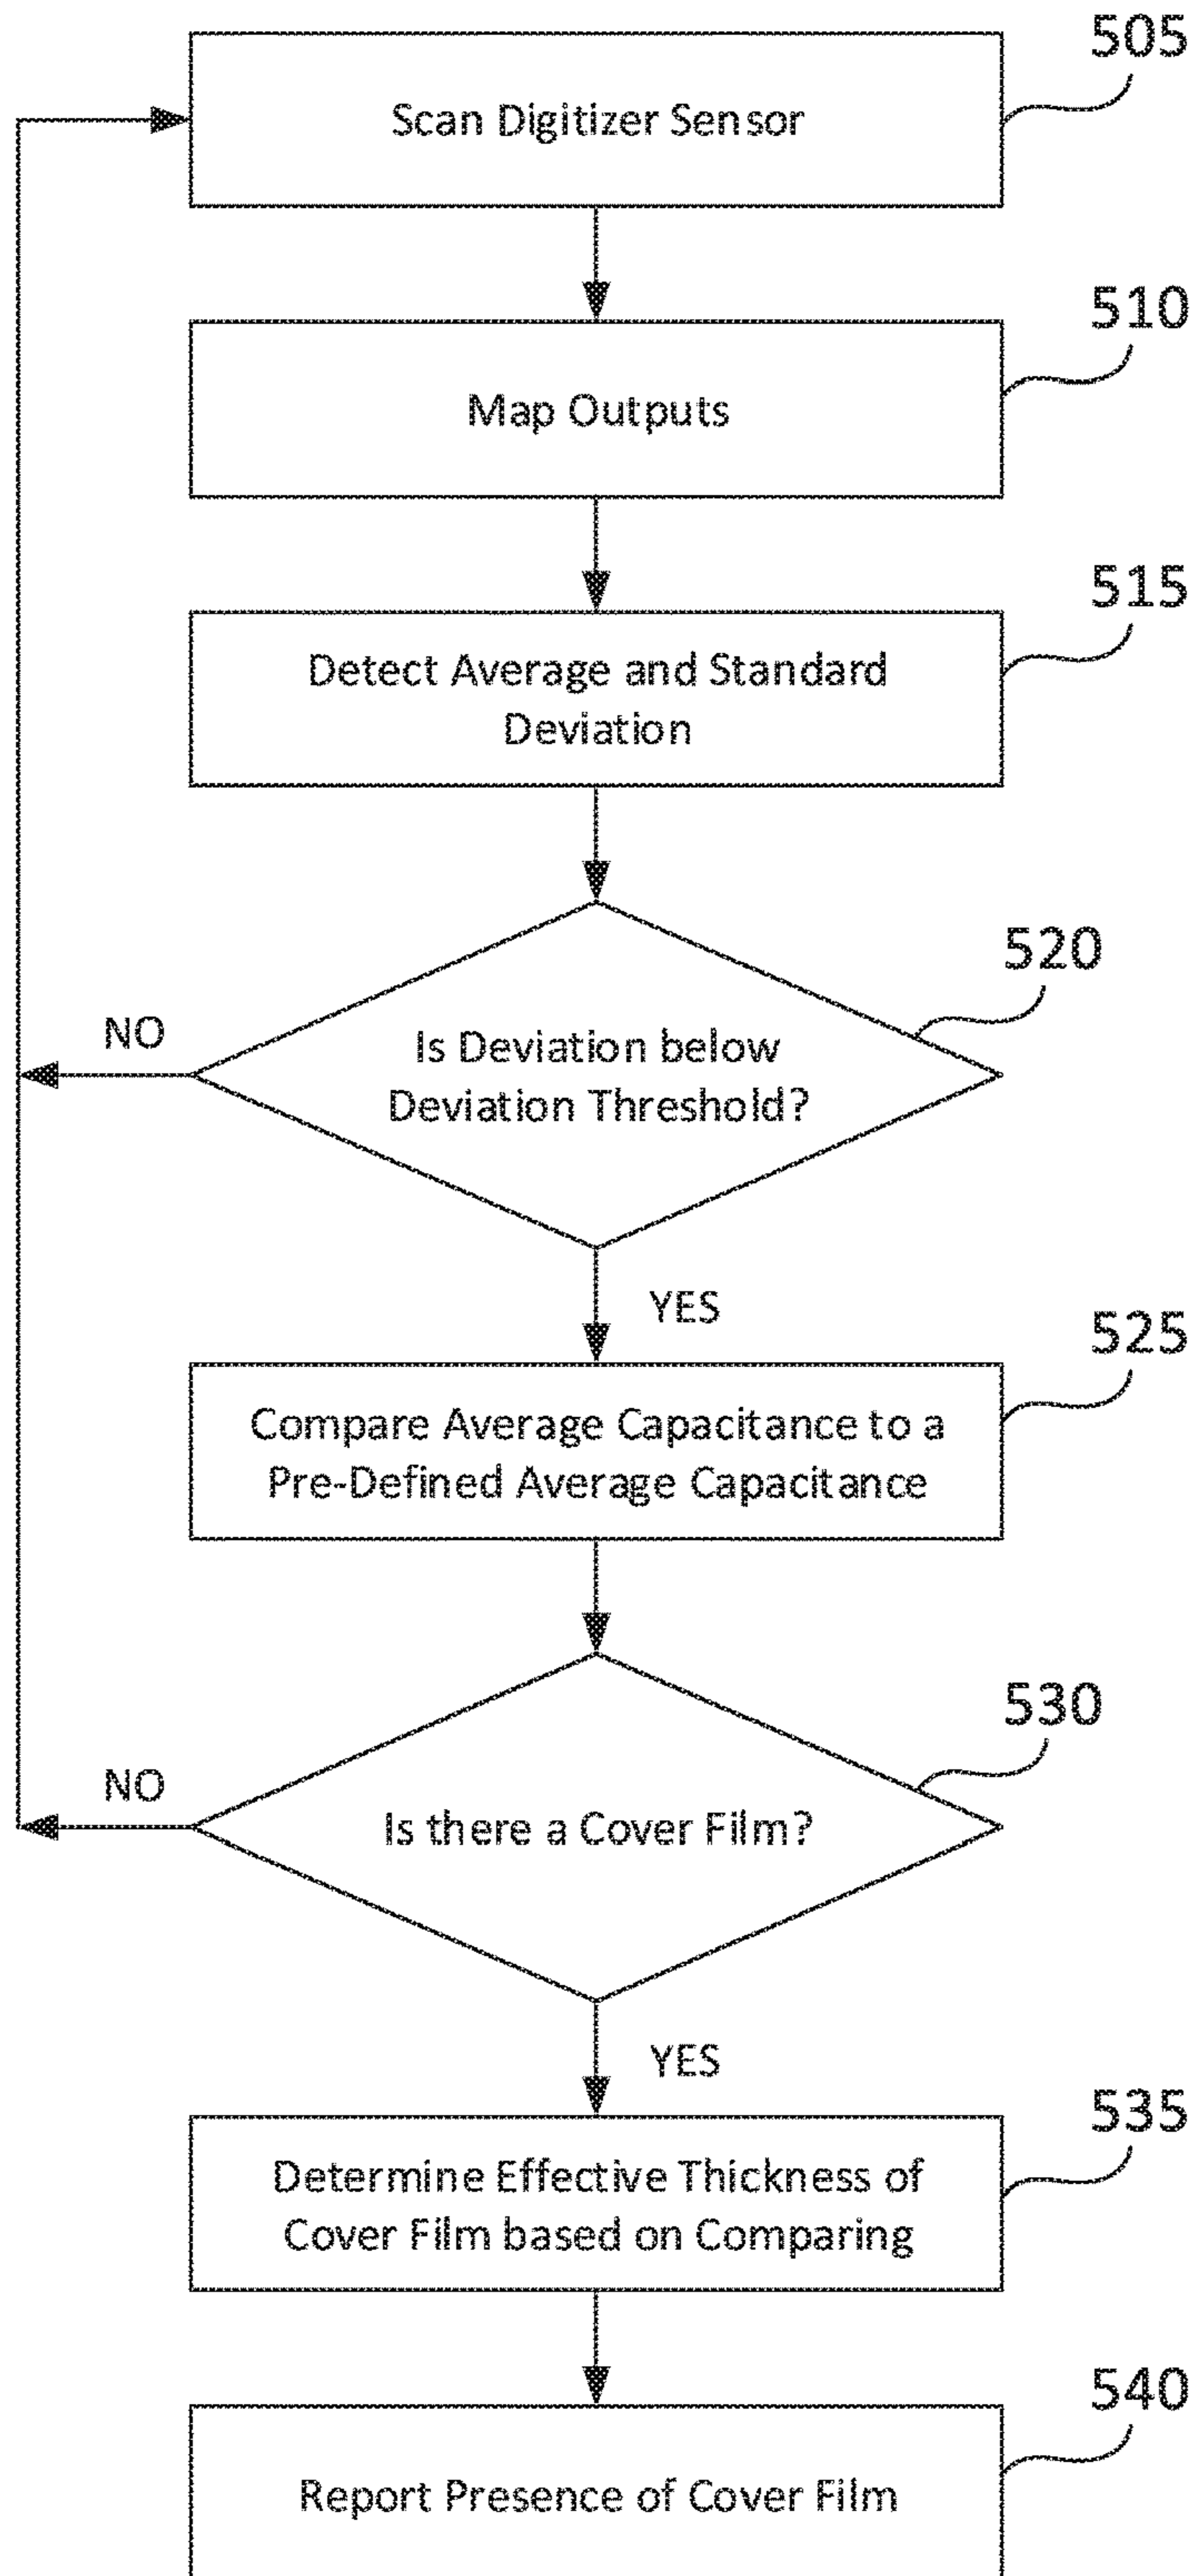 505
Scan Digitizer Sensor
510
Map Outputs
515
Detect Average and Standard
Deviation
520
NO
Is Deviation below
Deviation Threshold?
YES
525
Compare Average Capacitance to a
Pre-Defined Average Capacitance
530
NO
Is there a Cover Film?
YES
535
Determine Effective Thickness of
Cover Film based on Comparing
540
Report Presence of Cover Film